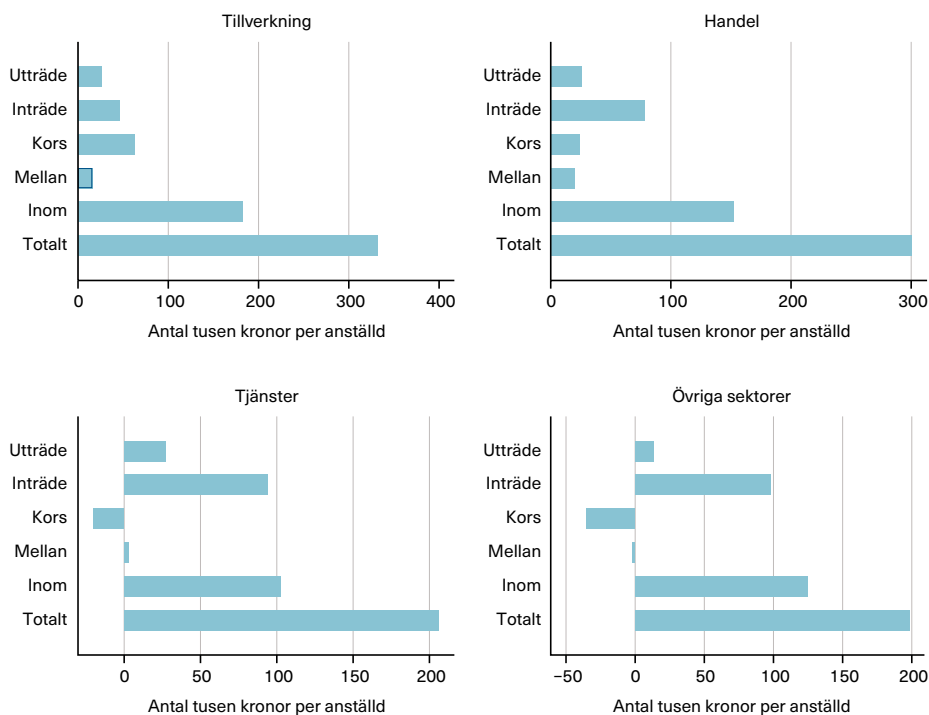 Tillverkning
Utträde
Inträde
Kors
Mellan
Inom
Totalt
0 100 200 300 400
Antal tusen kronor per anställd
Handel
Utträde
Inträde
Kors
Mellan
Inom
Totalt
0 100 200 300
Antal tusen kronor per anställd
Tjänster
Utträde
Inträde
Kors
Mellan
Inom
Totalt
0 50 100 150 200
Antal tusen kronor per anställd
Övriga sektorer
Utträde
Inträde
Kors
Mellan
Inom
Totalt
−50 0 50 100 150 200
Antal tusen kronor per anställd